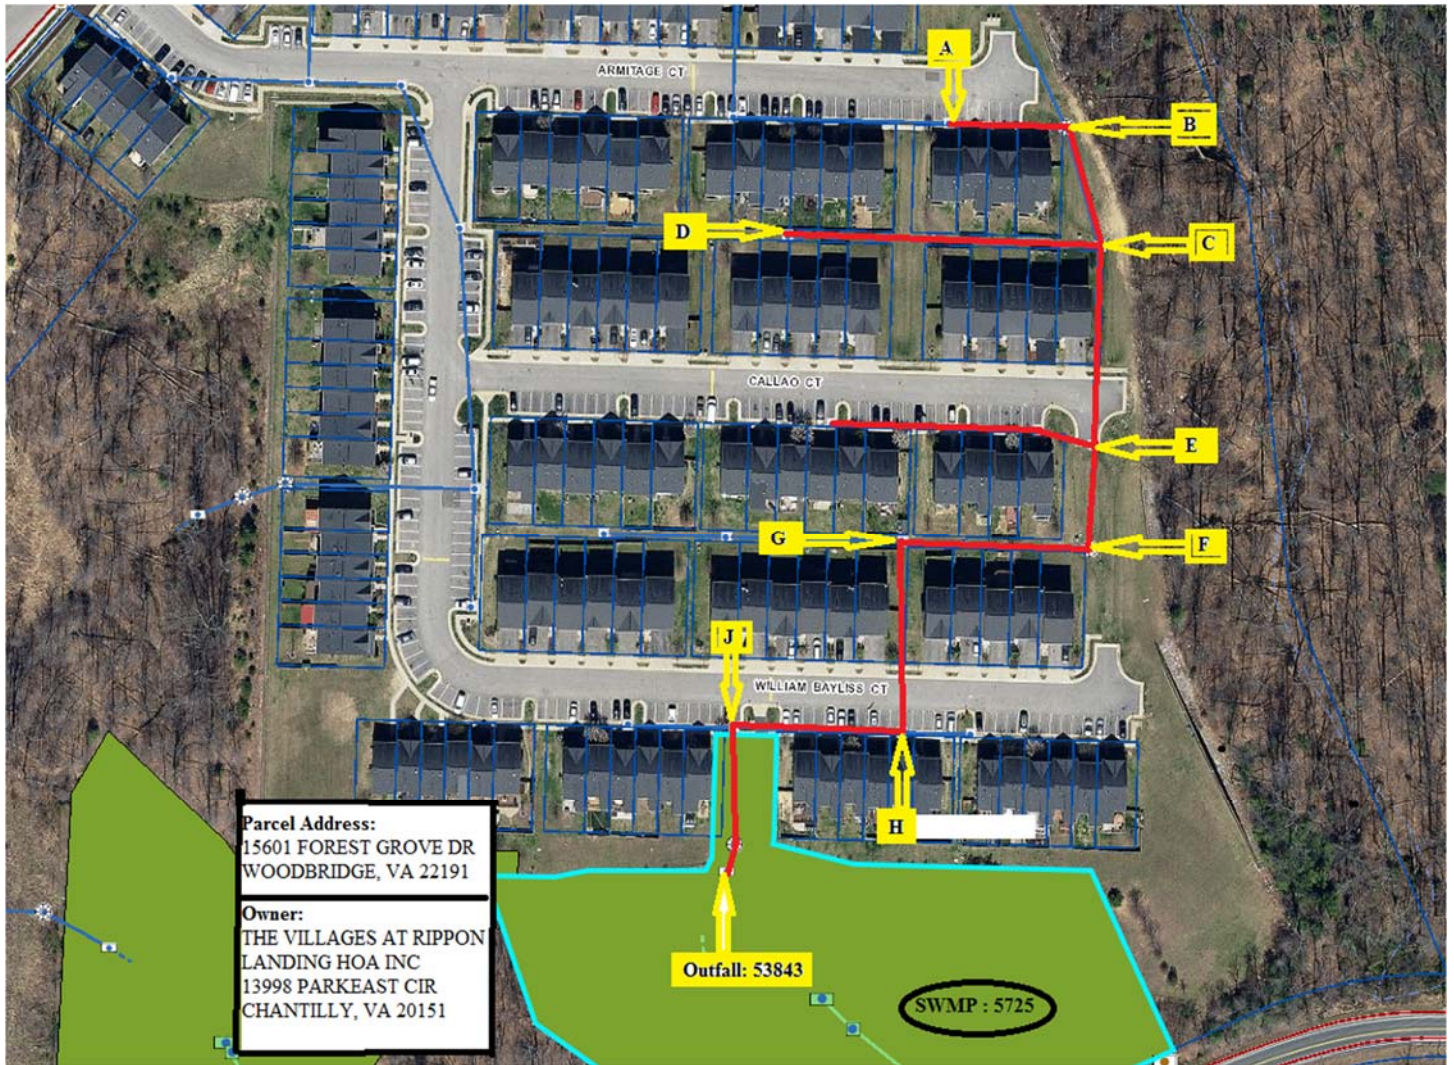 ARMITAGE CT
A
B
D
C
CALLAO CT
E
G
F
J
WILLIAM BAYLISS CT
H
Parcel Address:
15601 FOREST GROVE DR
WOODBRIDGE, VA 22191
Owner:
THE VILLAGES AT RIPPON
LANDING HOA INC
13998 PARKEAST CIR
CHANTILLY, VA 20151
Outfall: 53843
SWMP : 5725